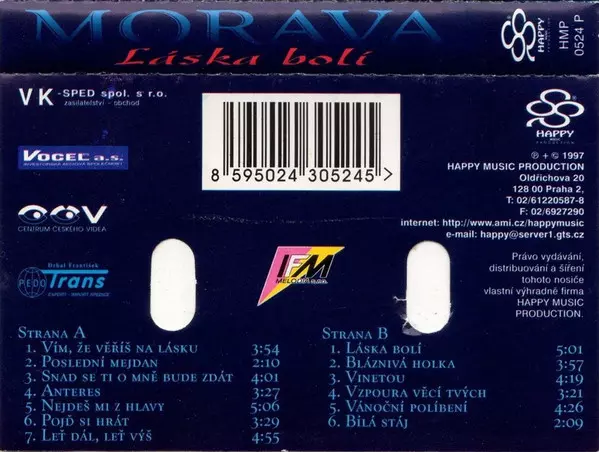 MORAVA
Láska bolí
HAPPY
HMP
0524 P
VK -SPED spol. s r.o.
zasilatelství - obchod
HAPPY
MUSIC
PRODUCTION
VOGEL a.s.
8 595024 305245 >
℗ + © 1997
HAPPY MUSIC PRODUCTION
Oldřichova 20
128 00 Praha 2,
T: 02/61220587-8
F: 02/6927290
internet: http://www.ami.cz/happymusic
e-mail: happy@server1.gts.cz
CENTRUM ČESKÉHO VIDEA
Právo vydávání,
distribuování a šíření
tohoto nosiče
vlastní výhradně firma
HAPPY MUSIC
PRODUCTION.
PEDO Trans
IFM
STRANA A
1. VÍM, ŽE VĚŘÍŠ NA LÁSKU 3:54
2. POSLEDNÍ MEJDAN 2:10
3. SNAD SE TI O MNĚ BUDE ZDÁT 4:01
4. ANTERES 3:27
5. NEJDEŠ MI Z HLAVY 5:06
6. POJĎ SI HRÁT 3:29
7. LEŤ DÁL, LEŤ VÝŠ 4:55
STRANA B
1. LÁSKA BOLÍ 5:01
2. BLÁZNIVÁ HOLKA 3:57
3. VINETOU 4:19
4. VZPOURA VĚCÍ TVÝCH 3:21
5. VÁNOČNÍ POLÍBENÍ 4:26
6. BÍLÁ STÁJ 2:09